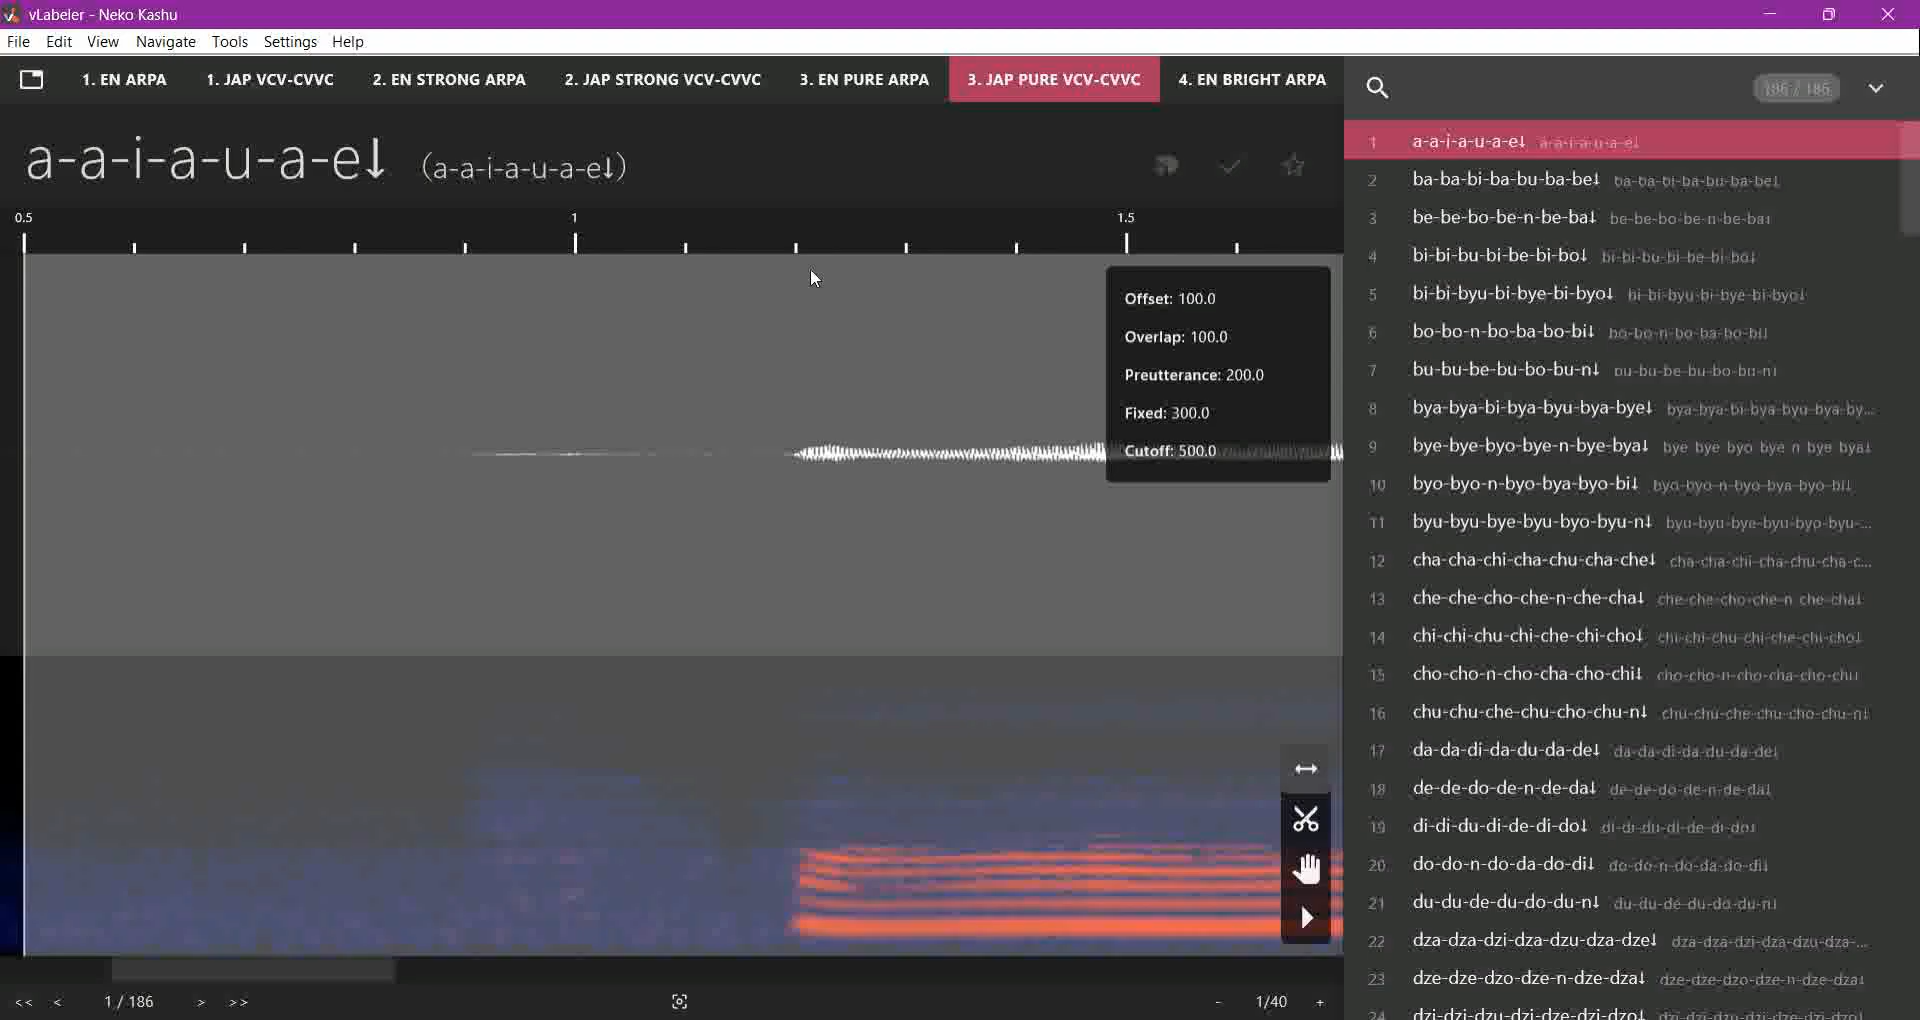 vLabeler - Neko Kashu
File Edit View Navigate Tools Settings Help
1. EN ARPA 1. JAP VCV-CVVC 2. EN STRONG ARPA 2. JAP STRONG VCV-CVVC 3. EN PURE ARPA 3. JAP PURE VCV-CVVC 4. EN BRIGHT ARPA
186 / 186
a-a-i-a-u-a-e↓ (a-a-i-a-u-a-e↓)
0.5 1 1.5
Offset: 100.0
Overlap: 100.0
Preutterance: 200.0
Fixed: 300.0
Cutoff: 500.0
<< < 1 / 186 > >>
- 1/40 +
1 a-a-i-a-u-a-e↓ a-a-i-a-u-a-e↓
2 ba-ba-bi-ba-bu-ba-be↓ ba-ba-bi-ba-bu-ba-be↓
3 be-be-bo-be-n-be-ba↓ be-be-bo-be-n-be-ba↓
4 bi-bi-bu-bi-be-bi-bo↓ bi-bi-bu-bi-be-bi-bo↓
5 bi-bi-byu-bi-bye-bi-byo↓ bi-bi-byu-bi-bye-bi-byo↓
6 bo-bo-n-bo-ba-bo-bi↓ bo-bo-n-bo-ba-bo-bi↓
7 bu-bu-be-bu-bo-bu-n↓ bu-bu-be-bu-bo-bu-n↓
8 bya-bya-bi-bya-byu-bya-bye↓ bya-bya-bi-bya-byu-bya-by...
9 bye-bye-byo-bye-n-bye-bya↓ bye-bye-byo-bye-n-bye-bya↓
10 byo-byo-n-byo-bya-byo-bi↓ byo-byo-n-byo-bya-byo-bi↓
11 byu-byu-bye-byu-byo-byu-n↓ byu-byu-bye-byu-byo-byu-...
12 cha-cha-chi-cha-chu-cha-che↓ cha-cha-chi-cha-chu-cha-c...
13 che-che-cho-che-n-che-cha↓ che-che-cho-che-n-che-cha↓
14 chi-chi-chu-chi-che-chi-cho↓ chi-chi-chu-chi-che-chi-cho↓
15 cho-cho-n-cho-cha-cho-chi↓ cho-cho-n-cho-cha-cho-chi↓
16 chu-chu-che-chu-cho-chu-n↓ chu-chu-che-chu-cho-chu-n↓
17 da-da-di-da-du-da-de↓ da-da-di-da-du-da-de↓
18 de-de-do-de-n-de-da↓ de-de-do-de-n-de-da↓
19 di-di-du-di-de-di-do↓ di-di-du-di-de-di-do↓
20 do-do-n-do-da-do-di↓ do-do-n-do-da-do-di↓
21 du-du-de-du-do-du-n↓ du-du-de-du-do-du-n↓
22 dza-dza-dzi-dza-dzu-dza-dze↓ dza-dza-dzi-dza-dzu-dza-...
23 dze-dze-dzo-dze-n-dze-dza↓ dze-dze-dzo-dze-n-dze-dza↓
24 dzi-dzi-dzu-dzi-dze-dzi-dzo↓ dzi-dzi-dzu-dzi-dze-dzi-dzo↓